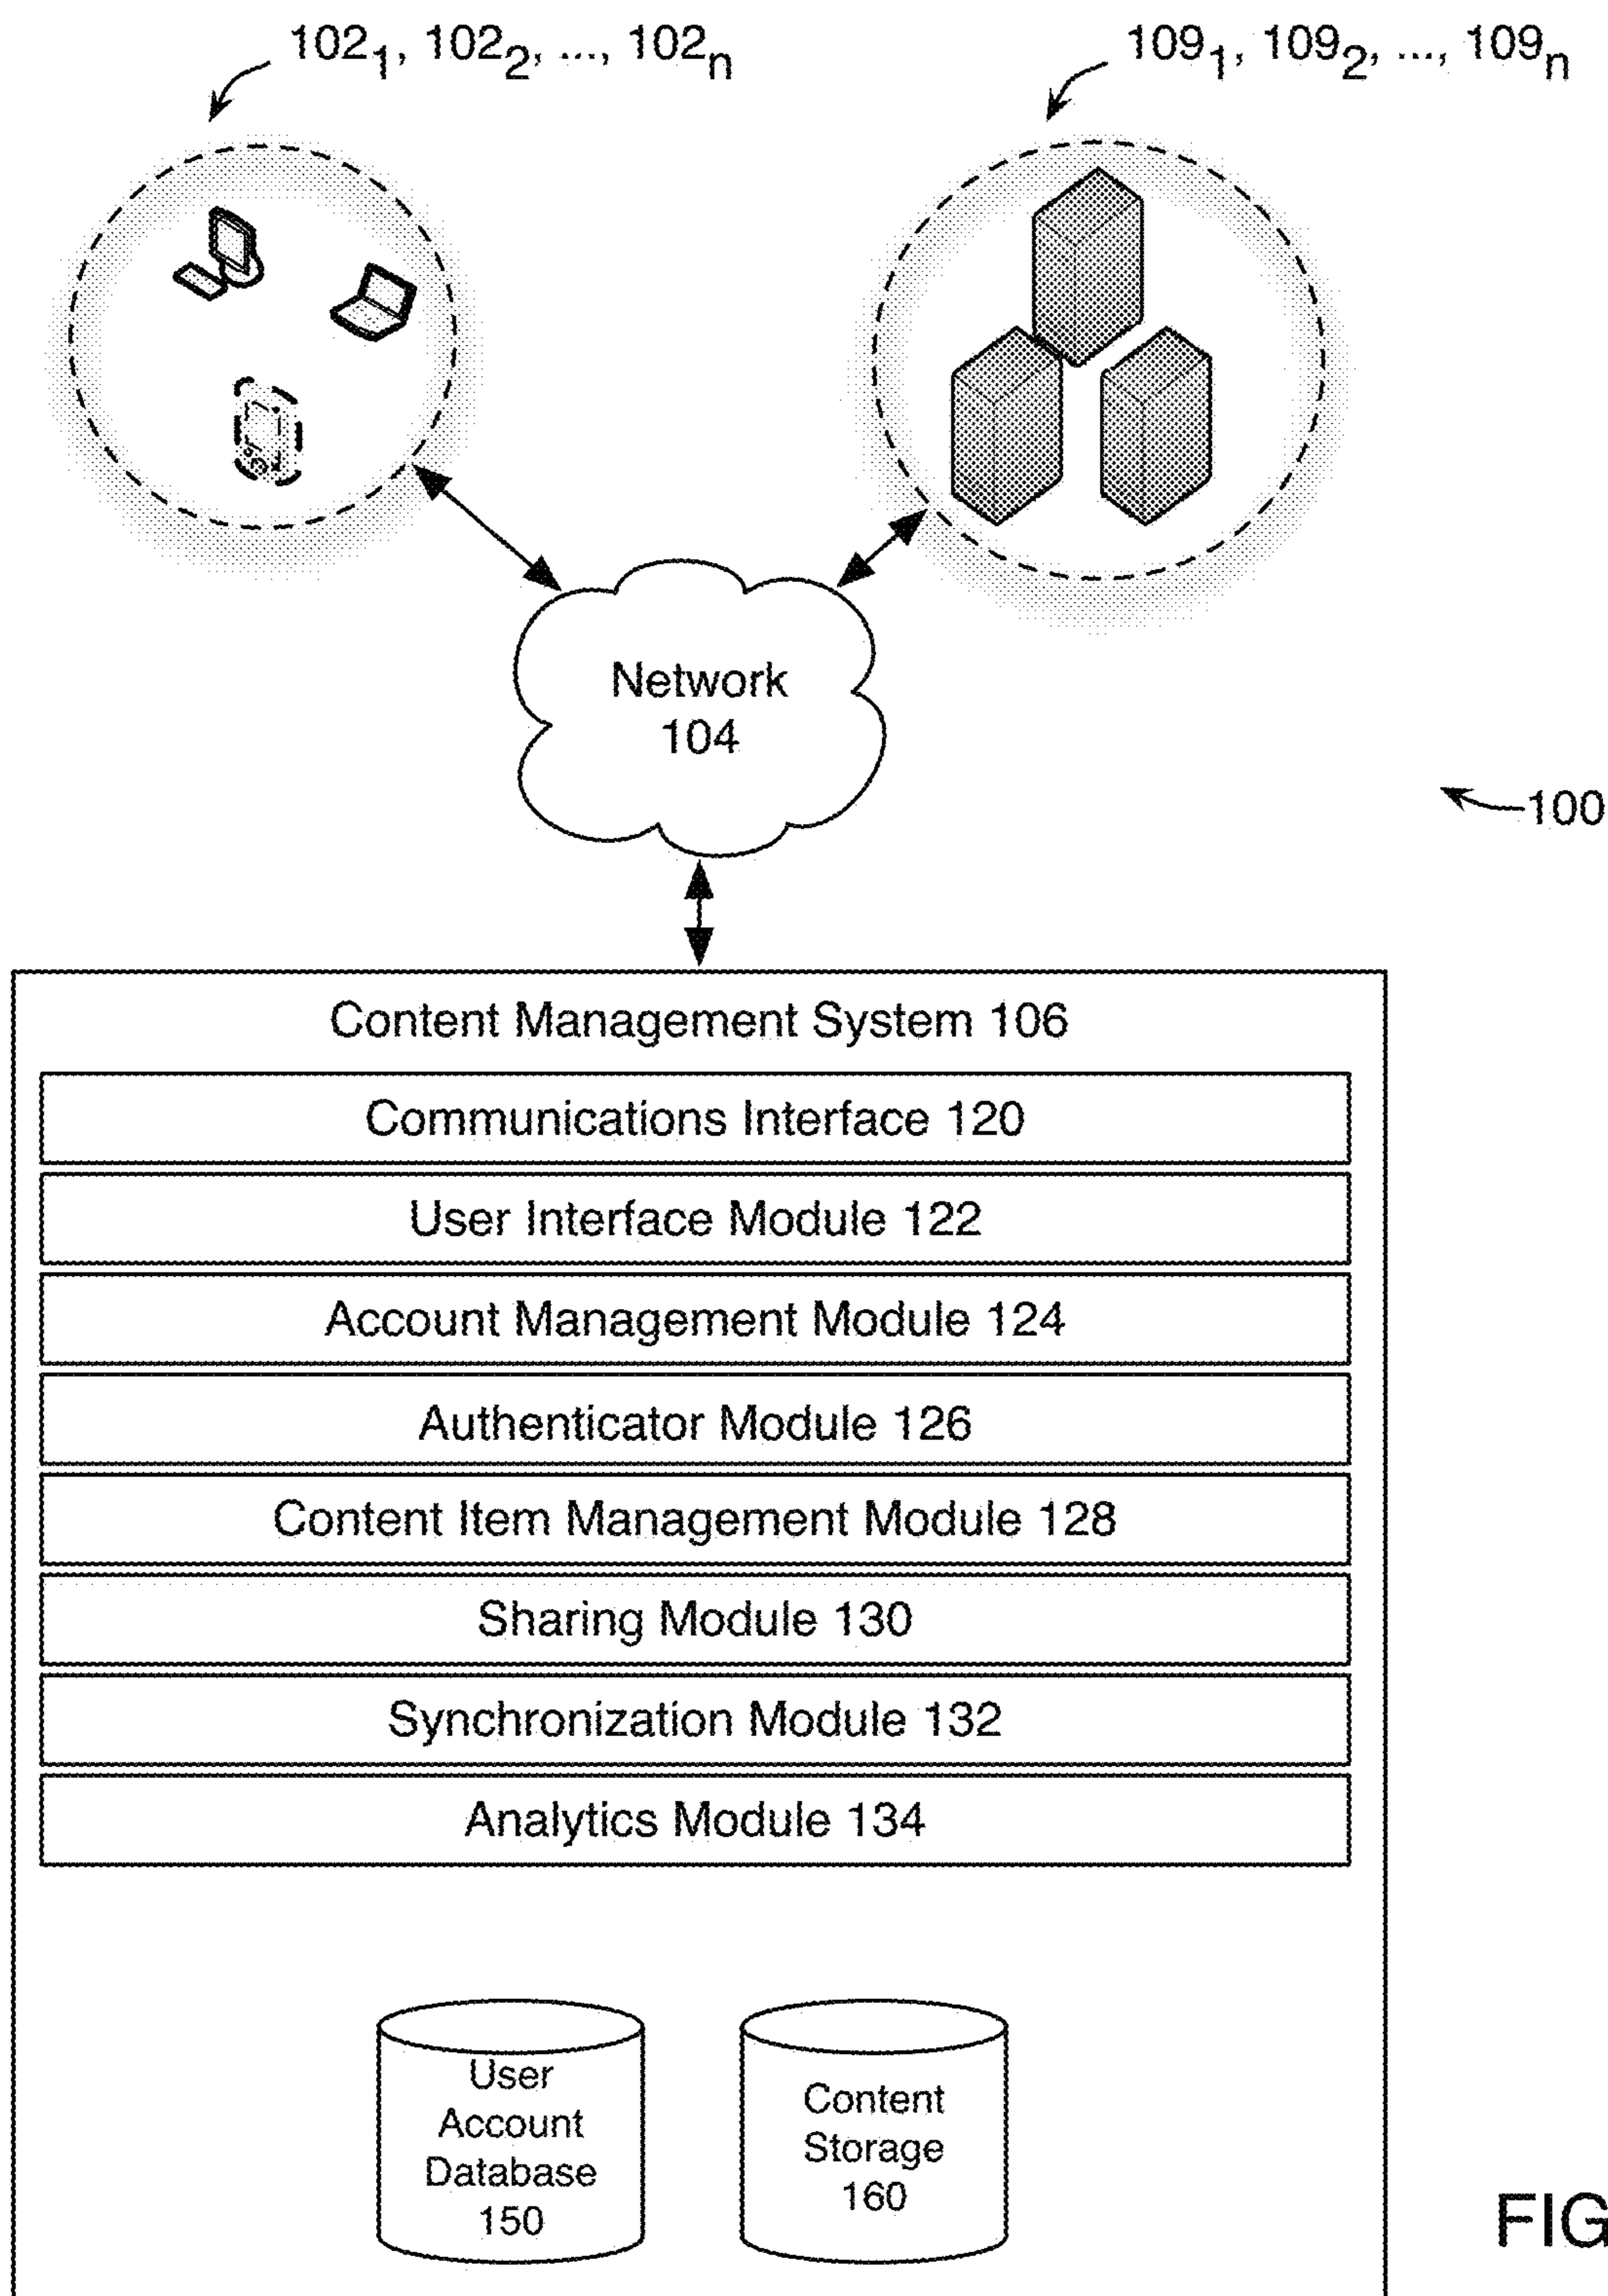 102₁, 102₂, ..., 102ₙ
109₁, 109₂, ..., 109ₙ
Network
104
100
Content Management System 106
Communications Interface 120
User Interface Module 122
Account Management Module 124
Authenticator Module 126
Content Item Management Module 128
Sharing Module 130
Synchronization Module 132
Analytics Module 134
User
Account
Database
150
Content
Storage
160
FIG